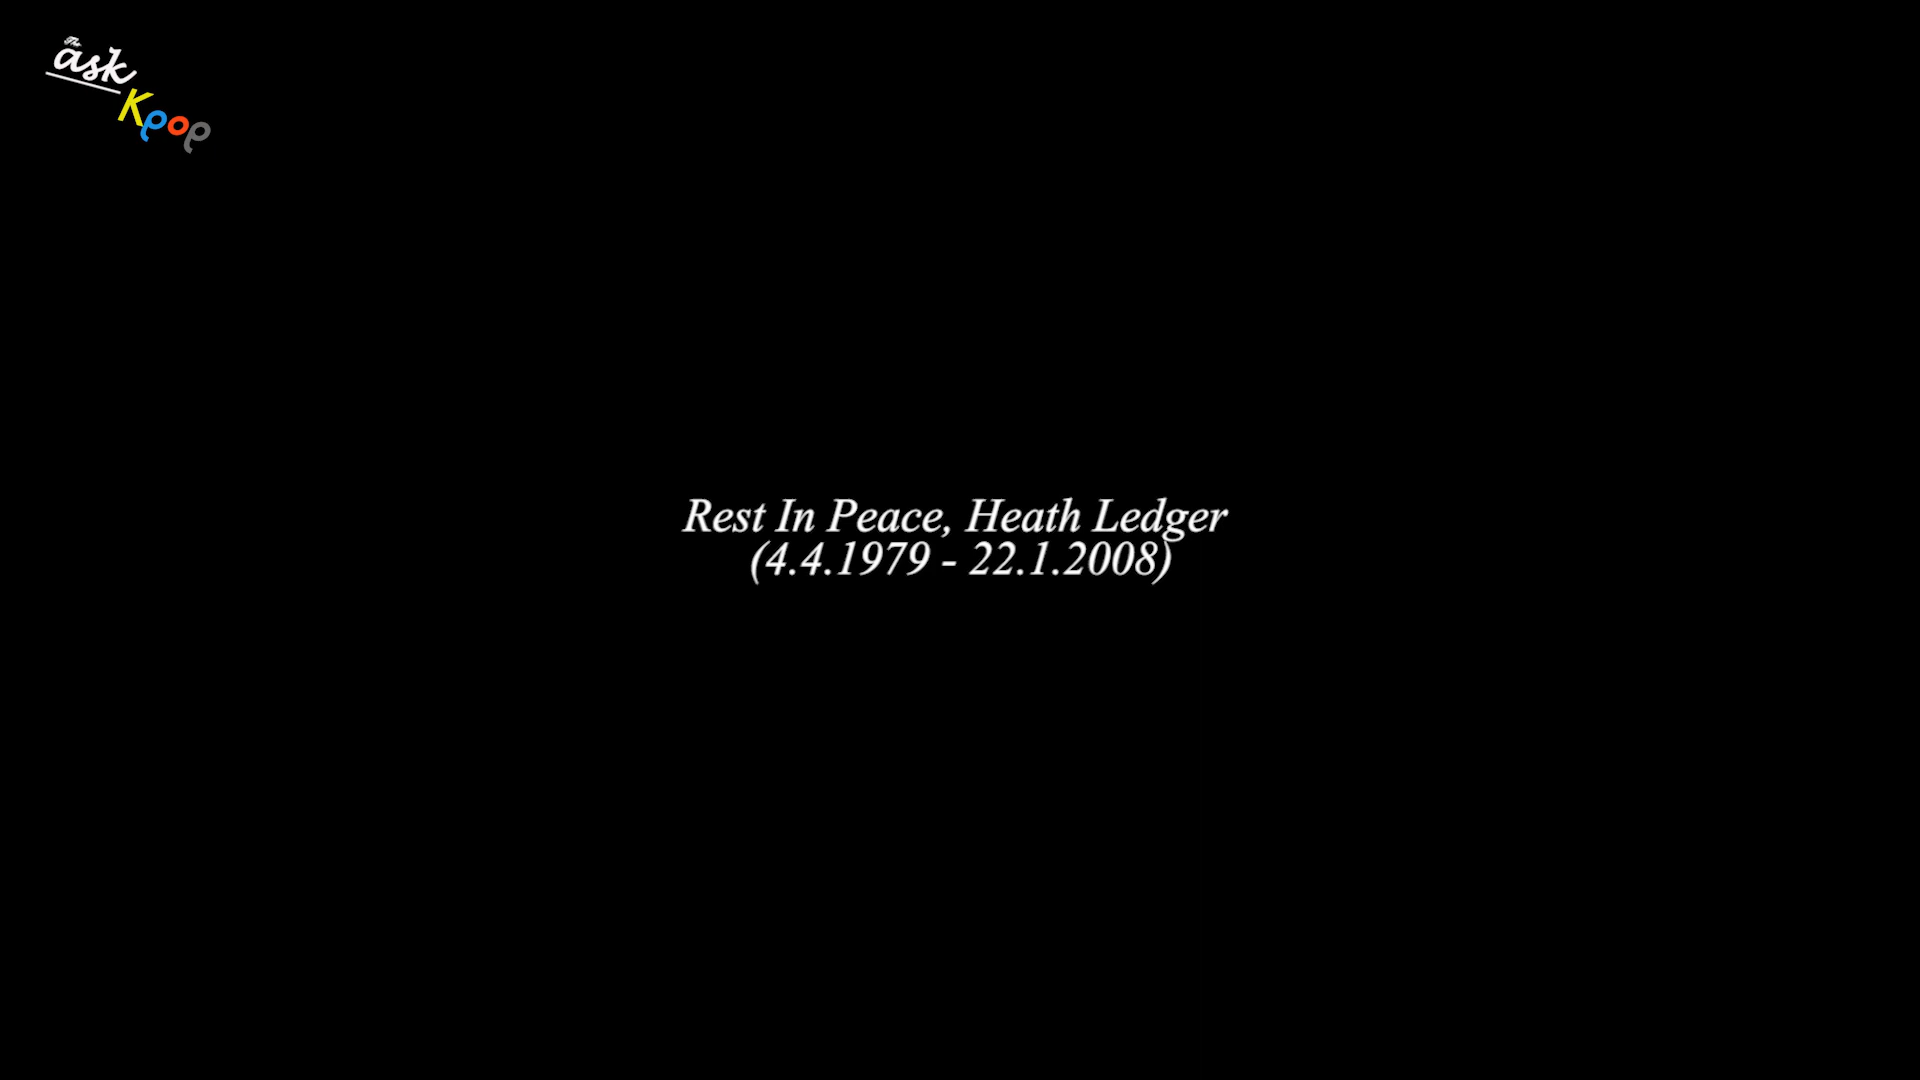 The
ask
Kpop
Rest In Peace, Heath Ledger
(4.4.1979 - 22.1.2008)